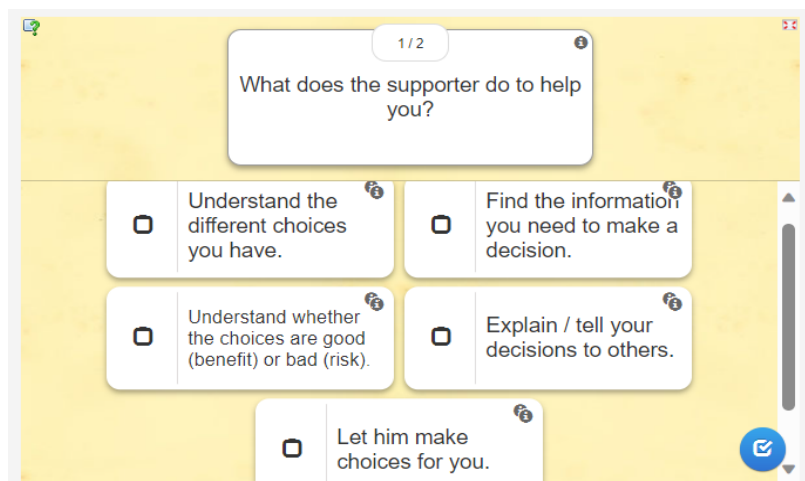 1 / 2
What does the supporter do to help
you?
Understand the
different choices
you have.
Find the information
you need to make a
decision.
Understand whether
the choices are good
(benefit) or bad (risk).
Explain / tell your
decisions to others.
Let him make
choices for you.